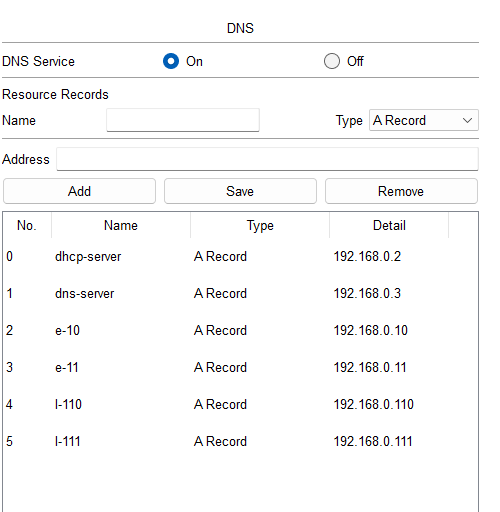 DNS
DNS Service On Off
Resource Records
Name Type A Record
Address
Add Save Remove
No. Name Type Detail
0 dhcp-server A Record 192.168.0.2
1 dns-server A Record 192.168.0.3
2 e-10 A Record 192.168.0.10
3 e-11 A Record 192.168.0.11
4 l-110 A Record 192.168.0.110
5 l-111 A Record 192.168.0.111